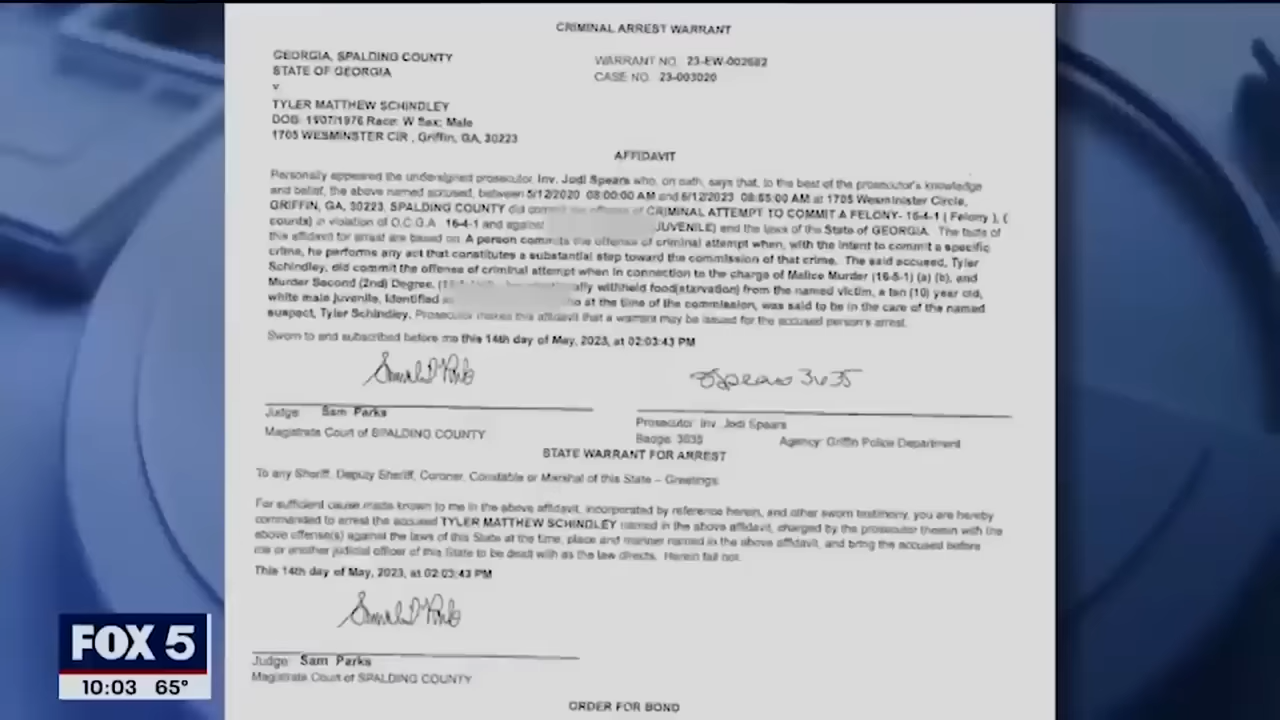 CRIMINAL ARREST WARRANT
GEORGIA, SPALDING COUNTY
STATE OF GEORGIA
v
WARRANT NO. 23-EW-002682
CASE NO. 23-003020
TYLER MATTHEW SCHINDLEY
DOB: Race: W Sex: Male
1705 WESMINSTER CIR , Griffin, GA, 30223
AFFIDAVIT
Personally appeared the undersigned prosecutor, Inv. Jodi Spears who, on oath, says that, to the best of the prosecutor's knowledge
and belief, the above named accused, between 5/12/2020 08:00:00 AM and 2023 08:55:00 AM at 1705 Wesminister Circle,
GRIFFIN, GA, 30223, SPALDING COUNTY did of CRIMINAL ATTEMPT TO COMMIT A FELONY- 16-4-1 ( Felony ), (
counts) in violation of O.C.G.A 16-4-1 and against JUVENILE) and the laws of the State of GEORGIA. The facts of
this affidavit for arrest are based on A person commits the offense of criminal attempt when, with the intent to commit a specific
crime, he performs any act that constitutes a substantial step toward the commission of that crime. The said accused, Tyler
Schindley, did commit the offense of criminal attempt when in connection to the charge of Malice Murder (16-5-1) (a) (b), and
Murder Second (2nd) Degree, withheld food(starvation) from the named victim, a ten (10) year old,
white male juvenile, identified at the time of the commission, was said to be in the care of the named
suspect, Tyler Schindley. Prosecutor makes this affidavit that a warrant may be issued for the accused person's arrest.
Sworn to and subscribed before me this 14th day of May, 2023, at 02:03:43 PM
Spears 3635
Judge: Sam Parks
Magistrate Court of SPALDING COUNTY
Prosecutor: Inv. Jodi Spears
Badge: 3635 Agency: Griffin Police Department
STATE WARRANT FOR ARREST
To any Sheriff, Deputy Sheriff, Coroner, Constable or Marshal of this State – Greetings:
For sufficient cause made known to me in the above affidavit, incorporated by reference herein, and other sworn testimony, you are hereby
commanded to arrest the accused TYLER MATTHEW SCHINDLEY named in the above affidavit, charged by the prosecutor therein with the
above offense(s) against the laws of this State at the time, place and manner named in the above affidavit, and bring the accused before
me or another judicial officer of this State to be dealt with as the law directs. Herein fail not.
This 14th day of May, 2023, at 02:03:43 PM
Judge: Sam Parks
Magistrate Court of SPALDING COUNTY
ORDER FOR BOND
FOX 5
10:03 65°